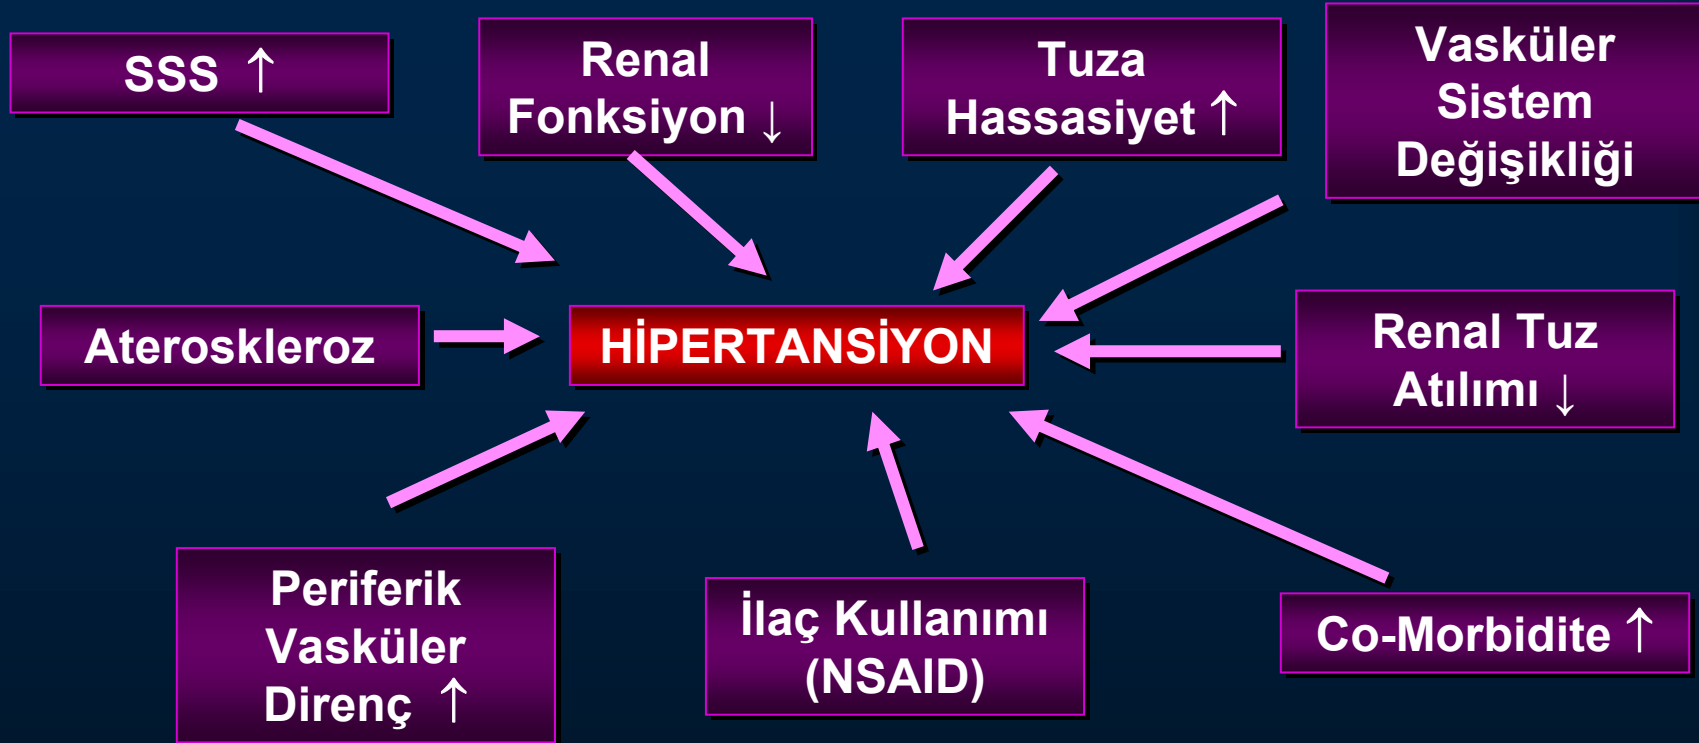 SSS ↑
Renal
Fonksiyon ↓
Tuza
Hassasiyet ↑
Vasküler
Sistem
Değişikliği
Ateroskleroz
HİPERTANSİYON
Renal Tuz
Atılımı ↓
Periferik
Vasküler
Direnç ↑
İlaç Kullanımı
(NSAID)
Co-Morbidite ↑